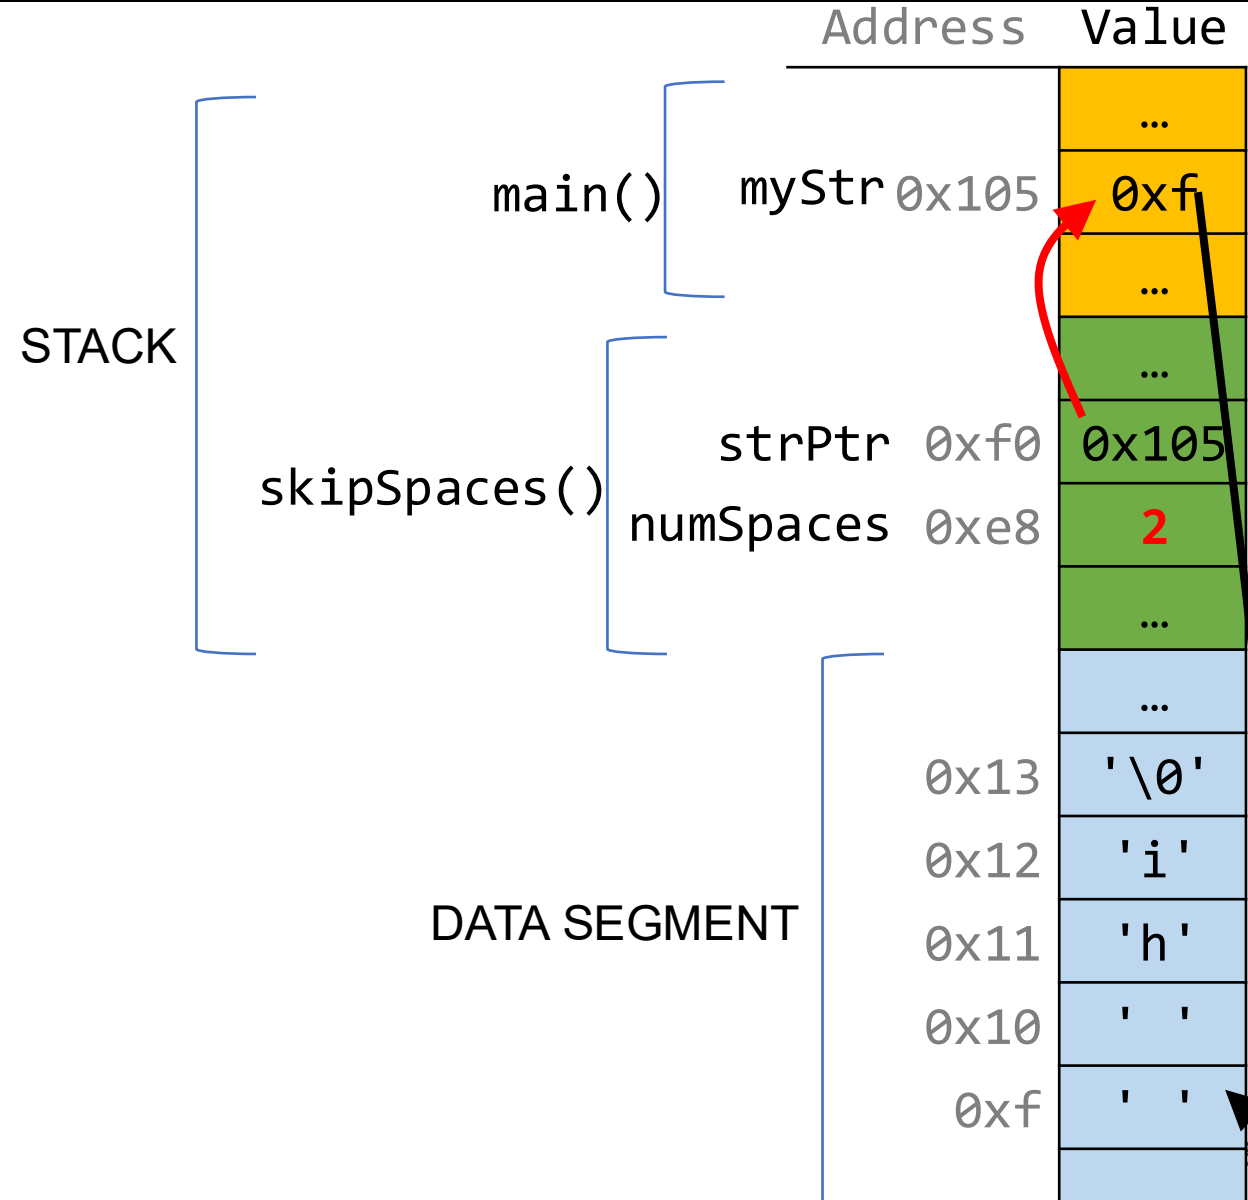 Address Value
…
main() myStr 0x105 0xf
…
STACK
…
strPtr 0xf0 0x105
skipSpaces()
numSpaces 0xe8 2
…
…
0x13 '\0'
0x12 'i'
DATA SEGMENT
0x11 'h'
0x10 ' '
0xf ' '